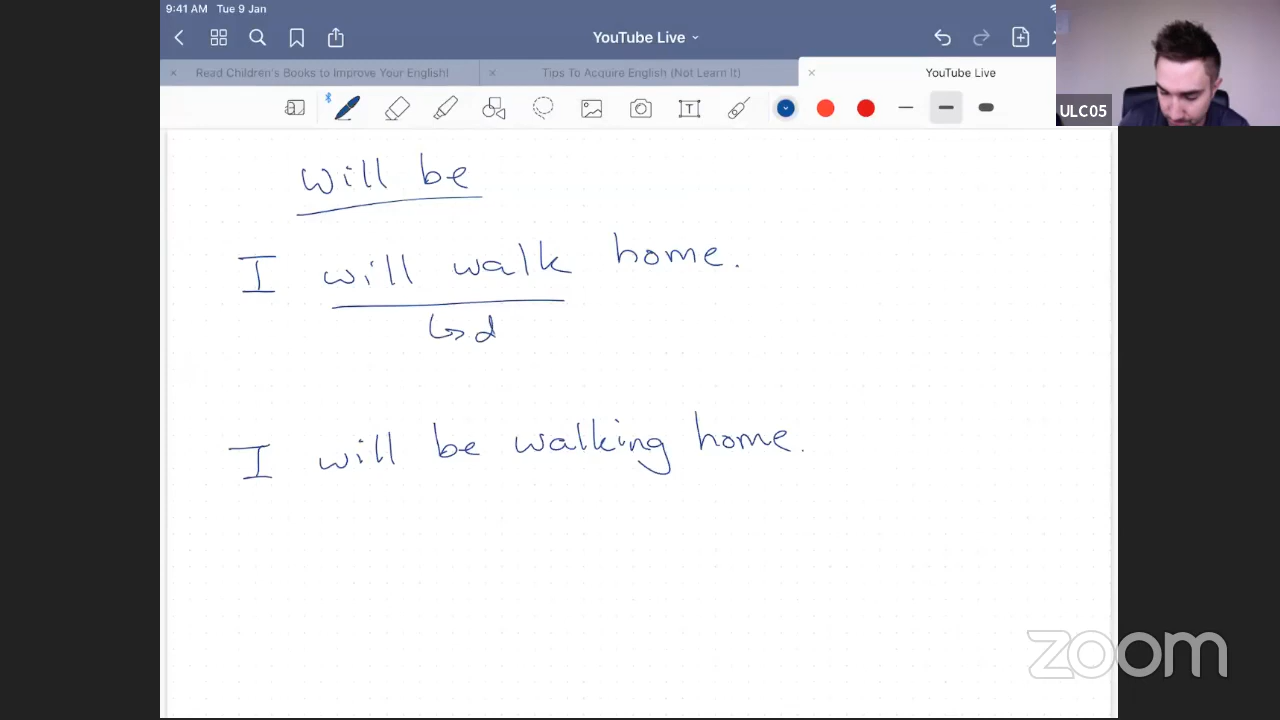 9:41 AM Tue 9 Jan
YouTube Live
Read Children's Books to Improve Your English!
Tips To Acquire English (Not Learn It)
YouTube Live
T
ULC05
will be
I will walk home.
↳ d
I will be walking home.
zoom